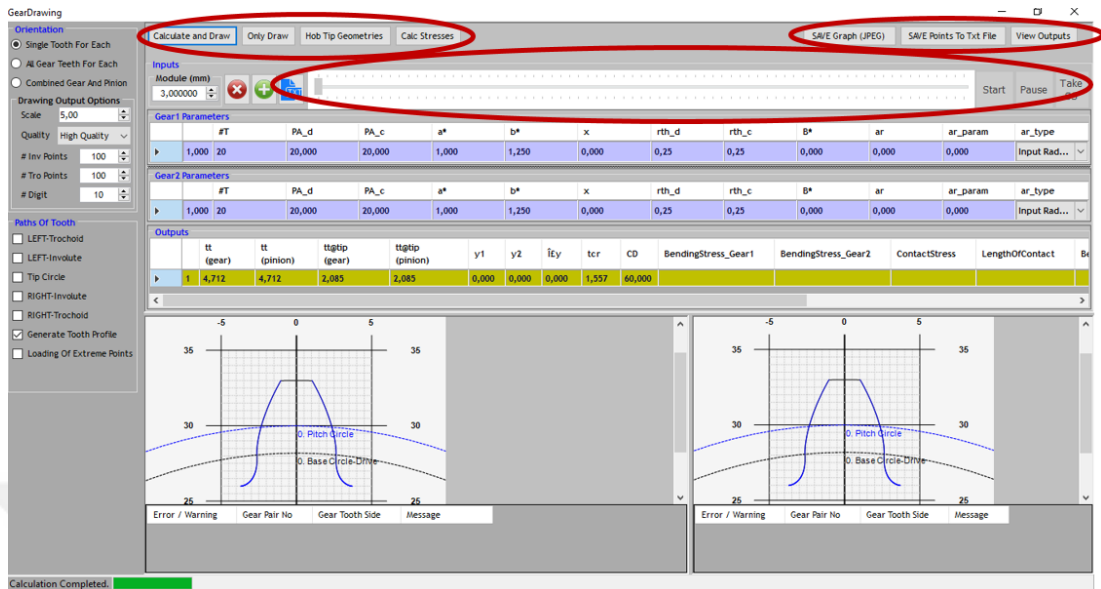 GearDrawing
Orientation
Single Tooth For Each
All Gear Teeth For Each
Combined Gear And Pinion
Drawing Output Options
Scale 5,00
Quality High Quality
# Inv Points 100
# Tro Points 100
# Digit 10
Paths Of Tooth
LEFT-Trochoid
LEFT-Involute
Tip Circle
RIGHT-Involute
RIGHT-Trochoid
Generate Tooth Profile
Loading Of Extreme Points
Calculate and Draw Only Draw Hob Tip Geometries Calc Stresses SAVE Graph (JPEG) SAVE Points To Txt File View Outputs
Inputs
Module (mm)
3,000000 Start Pause Take
Gear1 Parameters
#T PA_d PA_c a* b* x rth_d rth_c B* ar ar_param ar_type
1,000 20 20,000 20,000 1,000 1,250 0,000 0,25 0,25 0,000 0,000 0,000 Input Rad...
Gear2 Parameters
#T PA_d PA_c a* b* x rth_d rth_c B* ar ar_param ar_type
1,000 20 20,000 20,000 1,000 1,250 0,000 0,25 0,25 0,000 0,000 0,000 Input Rad...
Outputs
tt (gear) tt (pinion) tt@tip (gear) tt@tip (pinion) y1 y2 Î£y tcr CD BendingStress_Gear1 BendingStress_Gear2 ContactStress LengthOfContact Be
1 4,712 4,712 2,085 2,085 0,000 0,000 0,000 1,557 60,000
-5 0 5
35 35
30 30
0. Pitch Circle
0. Base Circle-Drive
25 25
Error / Warning Gear Pair No Gear Tooth Side Message
-5 0 5
35 35
30 30
0. Pitch Circle
0. Base Circle-Drive
25 25
Error / Warning Gear Pair No Gear Tooth Side Message
Calculation Completed.